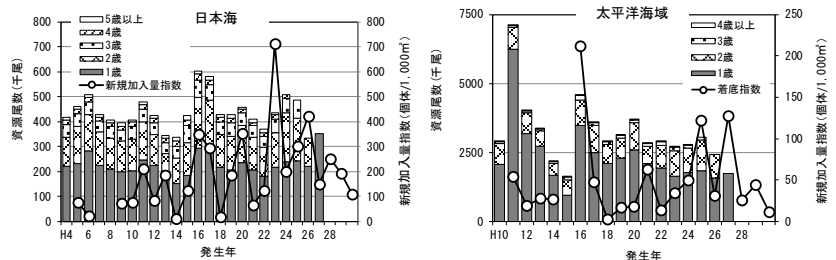 日本海
資源尾数(千尾)
800
700
600
500
400
300
200
100
0
5歳以上
4歳
3歳
2歳
1歳
新規加入量指数
800
700
600
500
400
300
200
100
0
新規加入量指数(個体/1,000㎡)
H4 6 8 10 12 14 16 18 20 22 24 26 28
発生年
太平洋海域
資源尾数(千尾)
7500
5000
2500
0
4歳以上
3歳
2歳
1歳
着底指数
250
200
150
100
50
0
新規加入量指数(個体/1,000㎡)
H10 12 14 16 18 20 22 24 26 28
発生年